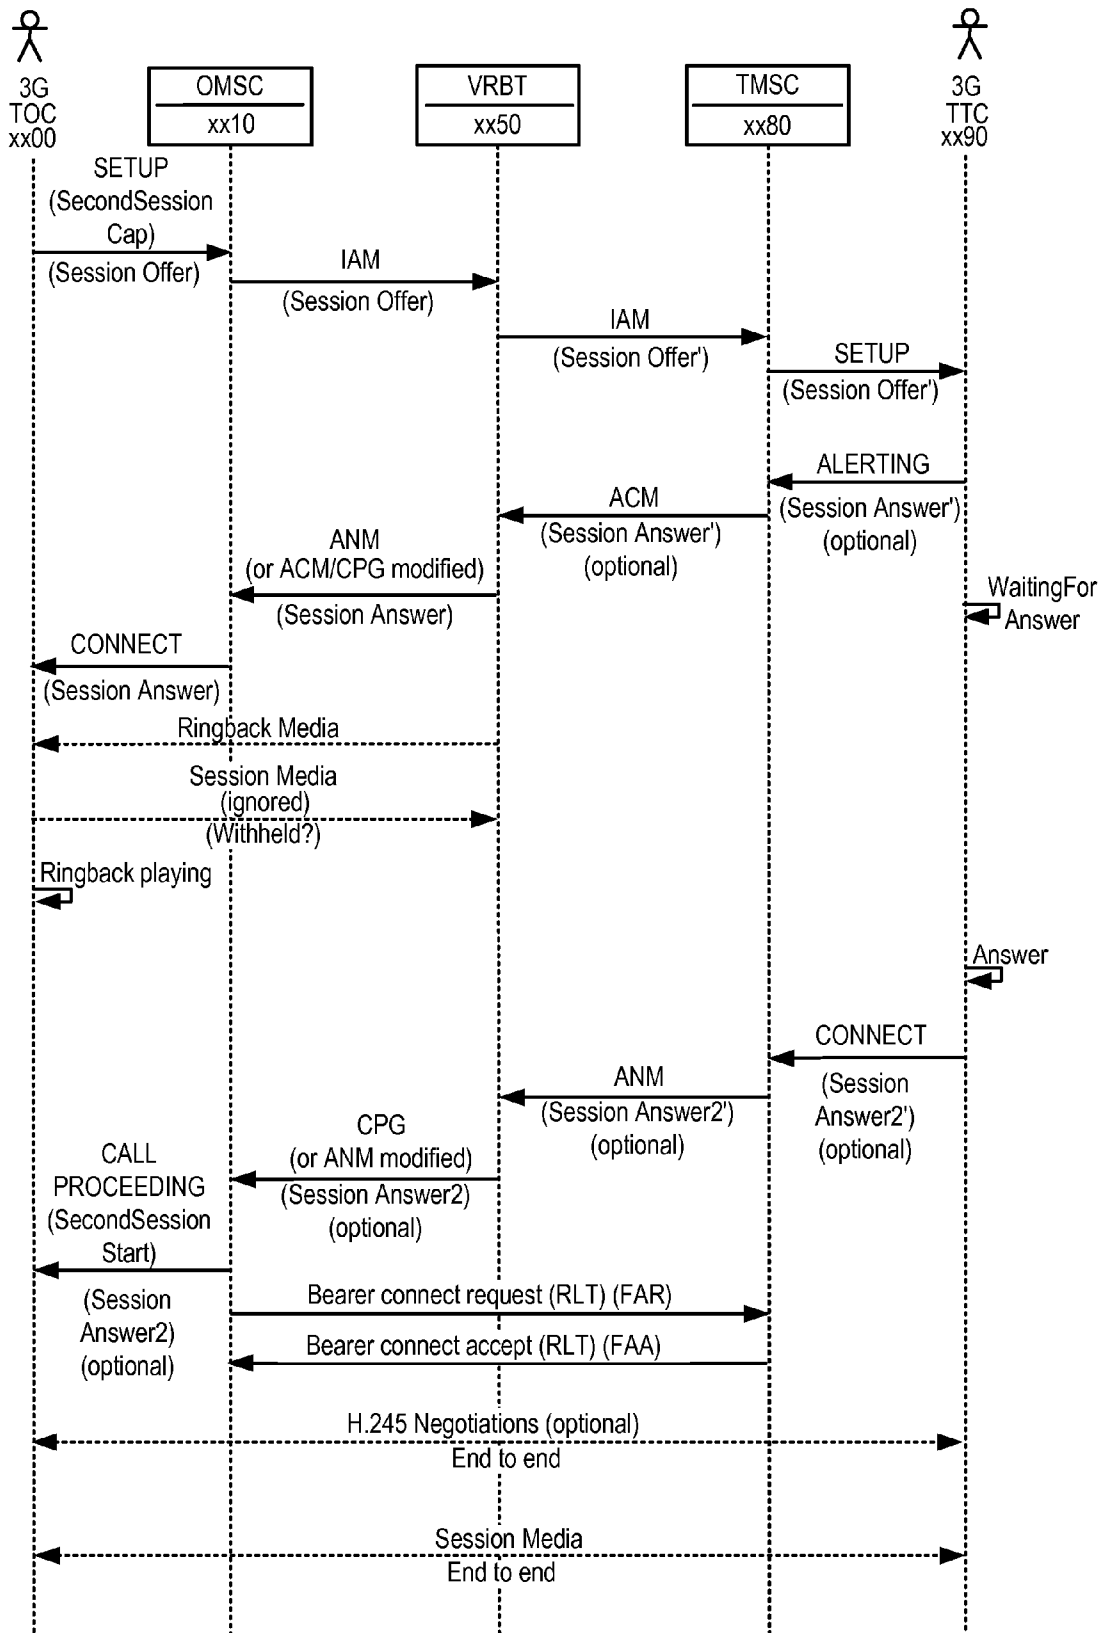 3G
TOC
xx00
OMSC
xx10
VRBT
xx50
TMSC
xx80
3G
TTC
xx90
SETUP
(SecondSession
Cap)
(Session Offer)
IAM
(Session Offer)
IAM
(Session Offer')
SETUP
(Session Offer')
ALERTING
(Session Answer')
(optional)
ACM
(Session Answer')
(optional)
ANM
(or ACM/CPG modified)
(Session Answer)
WaitingFor
Answer
CONNECT
(Session Answer)
Ringback Media
Session Media
(ignored)
(Withheld?)
Ringback playing
Answer
CONNECT
(Session
Answer2')
(optional)
ANM
(Session Answer2')
(optional)
CPG
(or ANM modified)
(Session Answer2)
(optional)
CALL
PROCEEDING
(SecondSession
Start)
(Session
Answer2)
(optional)
Bearer connect request (RLT) (FAR)
Bearer connect accept (RLT) (FAA)
H.245 Negotiations (optional)
End to end
Session Media
End to end